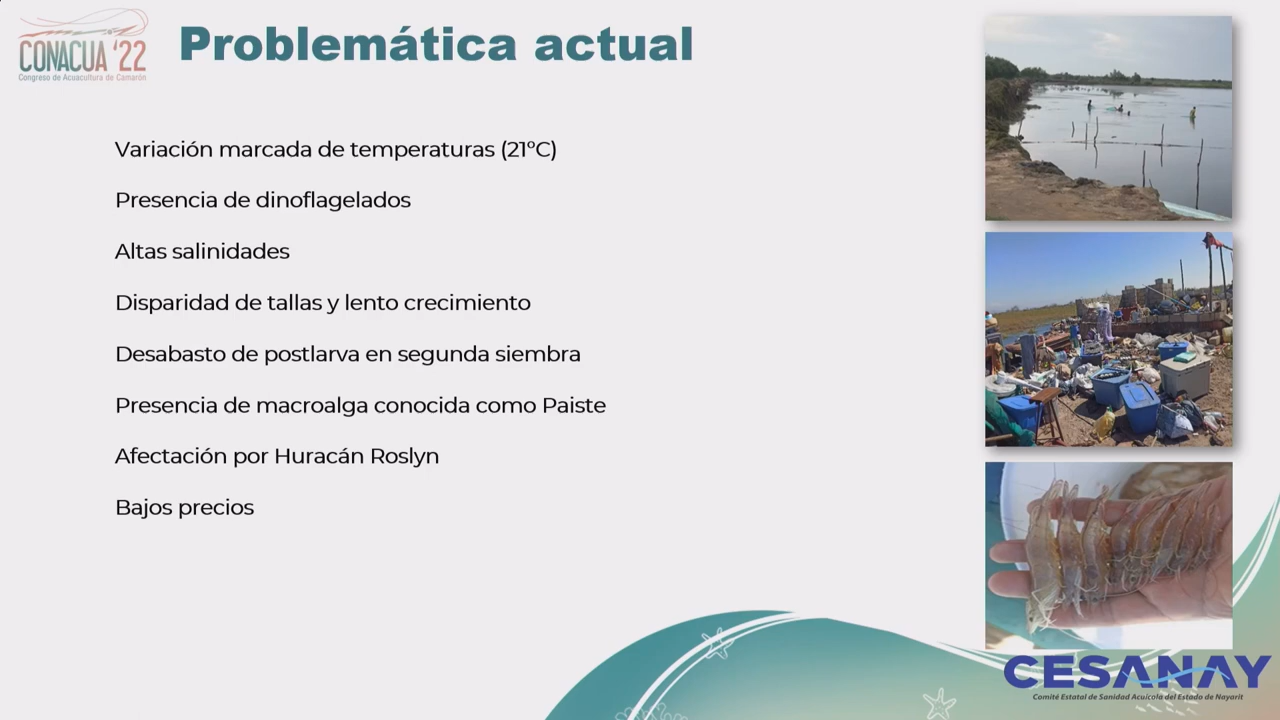 CONACUA '22
Congreso de Acuacultura de Camarón
Problemática actual
Variación marcada de temperaturas (21°C)
Presencia de dinoflagelados
Altas salinidades
Disparidad de tallas y lento crecimiento
Desabasto de postlarva en segunda siembra
Presencia de macroalga conocida como Paiste
Afectación por Huracán Roslyn
Bajos precios
CESANAY
Comité Estatal de Sanidad Acuícola del Estado de Nayarit